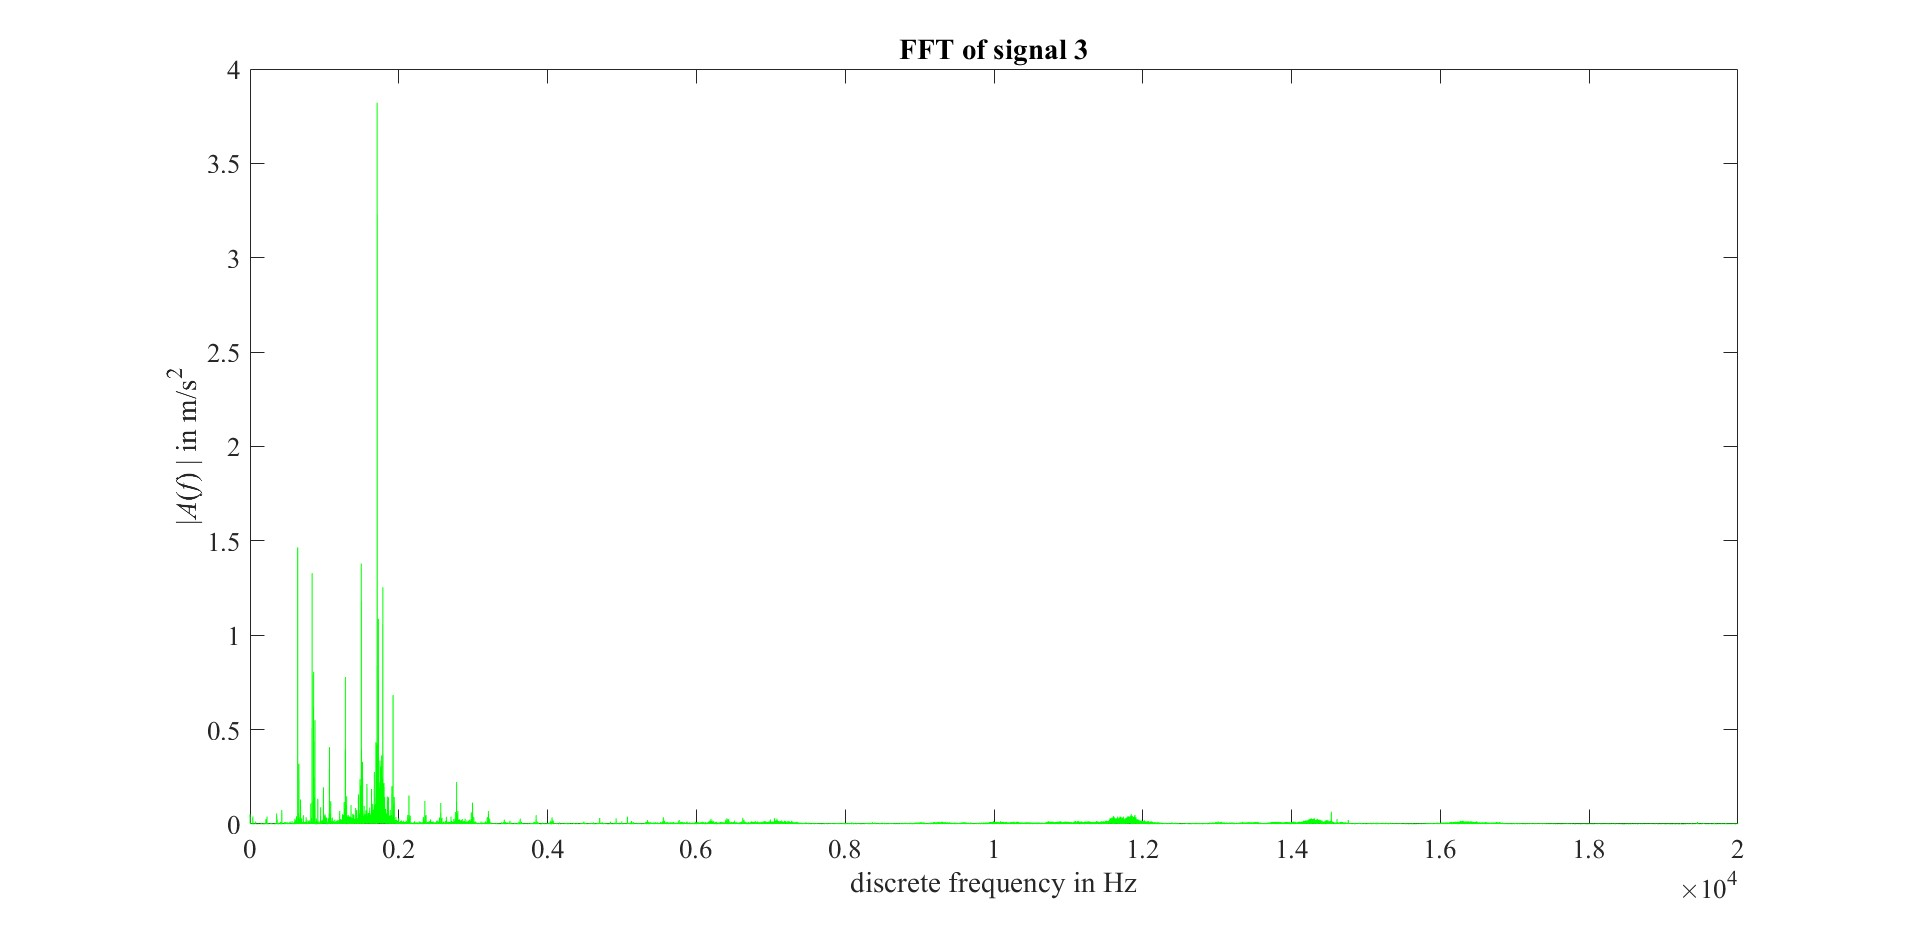 FFT of signal 3
4
3.5
3
2.5
2
1.5
1
0.5
0
|A(f) | in m/s²
0 0.2 0.4 0.6 0.8 1 1.2 1.4 1.6 1.8 2
discrete frequency in Hz
×10⁴